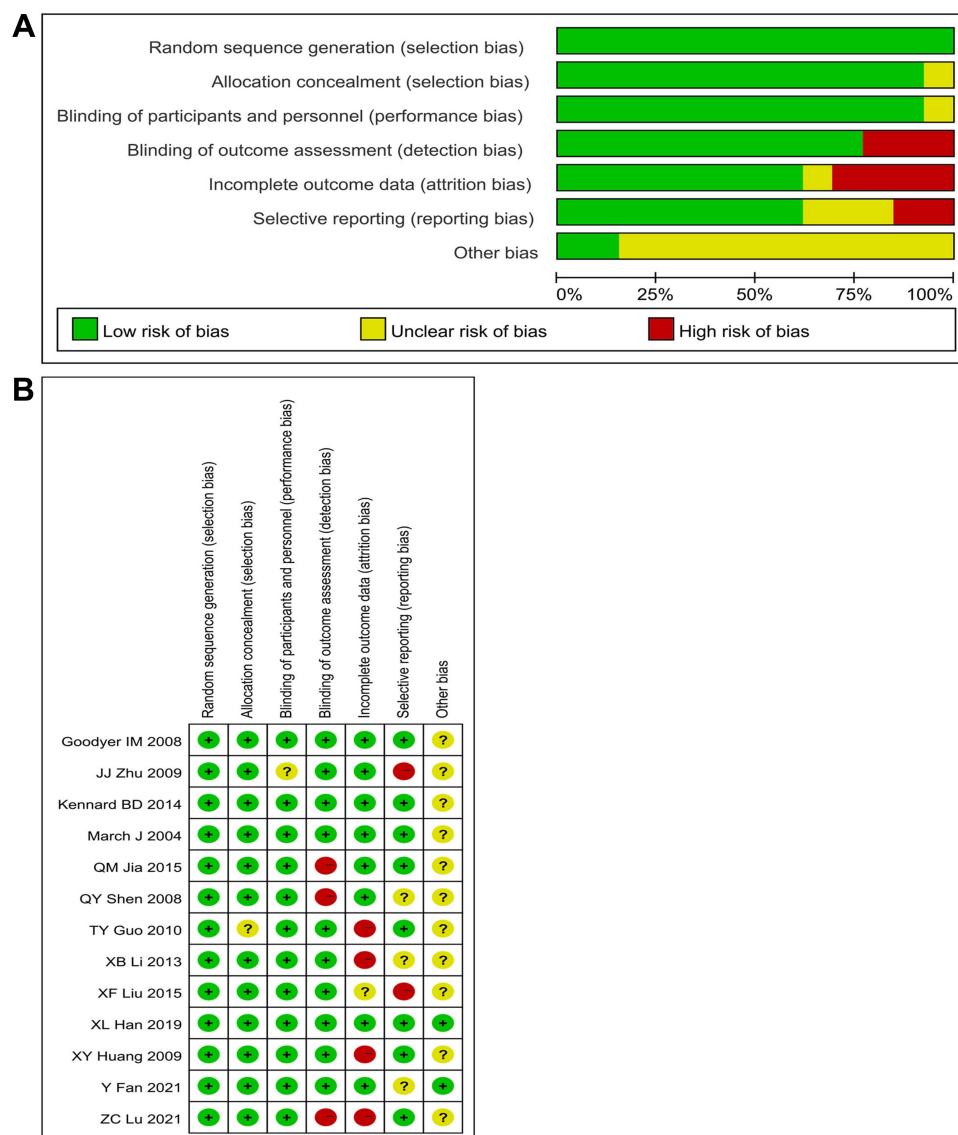 A
Random sequence generation (selection bias)
Allocation concealment (selection bias)
Blinding of participants and personnel (performance bias)
Blinding of outcome assessment (detection bias)
Incomplete outcome data (attrition bias)
Selective reporting (reporting bias)
Other bias
0% 25% 50% 75% 100%
Low risk of bias Unclear risk of bias High risk of bias
B
Random sequence generation (selection bias)
Allocation concealment (selection bias)
Blinding of participants and personnel (performance bias)
Blinding of outcome assessment (detection bias)
Incomplete outcome data (attrition bias)
Selective reporting (reporting bias)
Other bias
Goodyer IM 2008 + + + + + + ?
JJ Zhu 2009 + + ? + + - ?
Kennard BD 2014 + + + + + + ?
March J 2004 + + + + + + ?
QM Jia 2015 + + + - + + ?
QY Shen 2008 + + + - + ? ?
TY Guo 2010 + ? + + - + ?
XB Li 2013 + + + + - ? ?
XF Liu 2015 + + + + ? - ?
XL Han 2019 + + + + + + +
XY Huang 2009 + + + + - + ?
Y Fan 2021 + + + + + ? +
ZC Lu 2021 + + + - - + ?